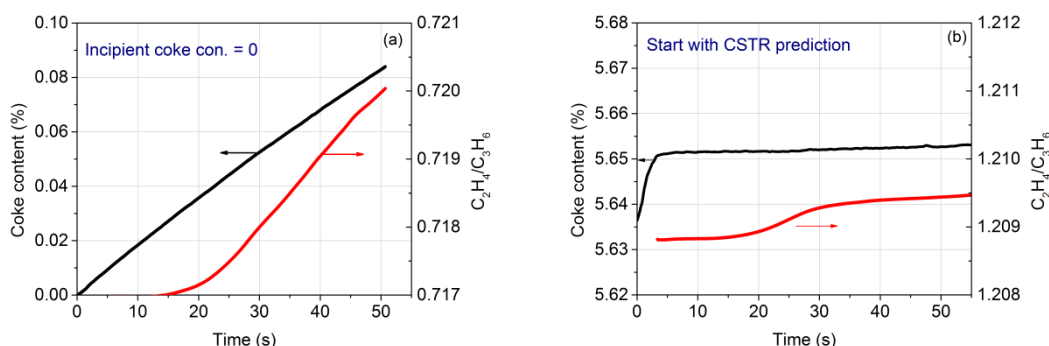 Incipient coke con. = 0
(a)
Coke content (%)
0.10
0.08
0.06
0.04
0.02
0.00
0.721
0.720
0.719
0.718
0.717
C₂H₄/C₃H₆
0 10 20 30 40 50
Time (s)
Start with CSTR prediction
(b)
Coke content (%)
5.68
5.67
5.66
5.65
5.64
5.63
5.62
1.212
1.211
1.210
1.209
1.208
C₂H₄/C₃H₆
0 10 20 30 40 50
Time (s)